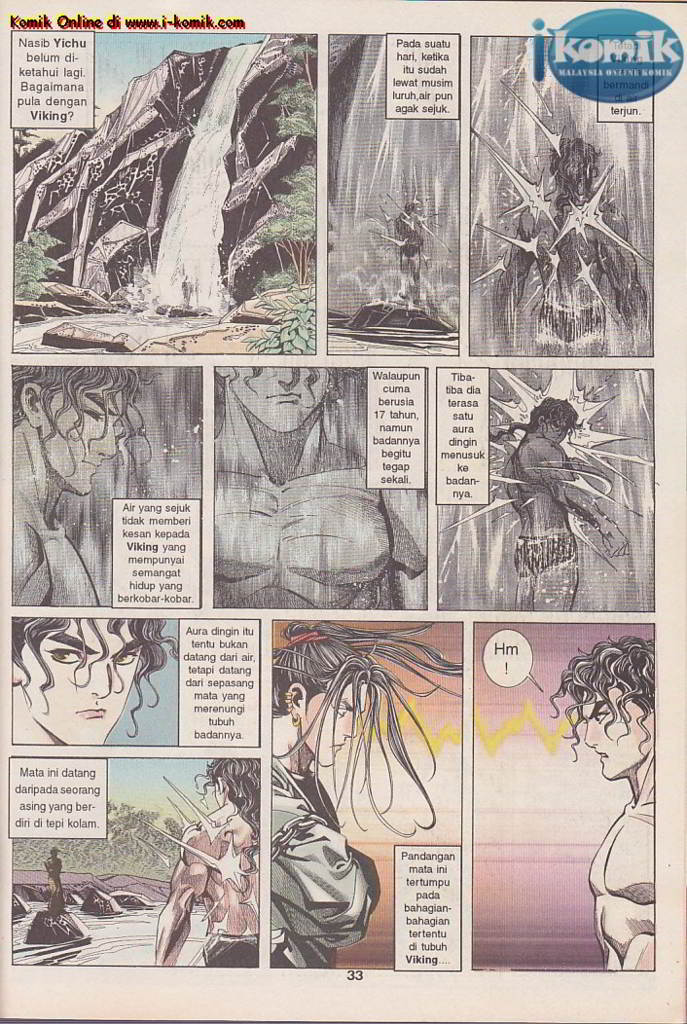 Komik Online di www.i-komik.com
ikomik
MALAYSIA ONLINE KOMIK
Nasib Yichu
belum di-
ketahui lagi.
Bagaimana
pula dengan
Viking?
Pada suatu
hari, ketika
itu sudah
lewat musim
luruh,air pun
agak sejuk.
terjun.
Air yang sejuk
tidak memberi
kesan kepada
Viking yang
mempunyai
semangat
hidup yang
berkobar-kobar.
Walaupun
cuma
berusia
17 tahun,
namun
badannya
begitu
tegap
sekali.
Tiba-
tiba dia
terasa
satu
aura
dingin
menusuk
ke
badan-
nya.
Aura dingin itu
tentu bukan
datang dari air,
tetapi datang
dari sepasang
mata yang
merenungi
tubuh
badannya.
Mata ini datang
daripada seorang
asing yang ber-
diri di tepi kolam.
Pandangan
mata ini
tertumpu
pada
bahagian-
bahagian
tertentu
di tubuh
Viking....
Hm
!
33